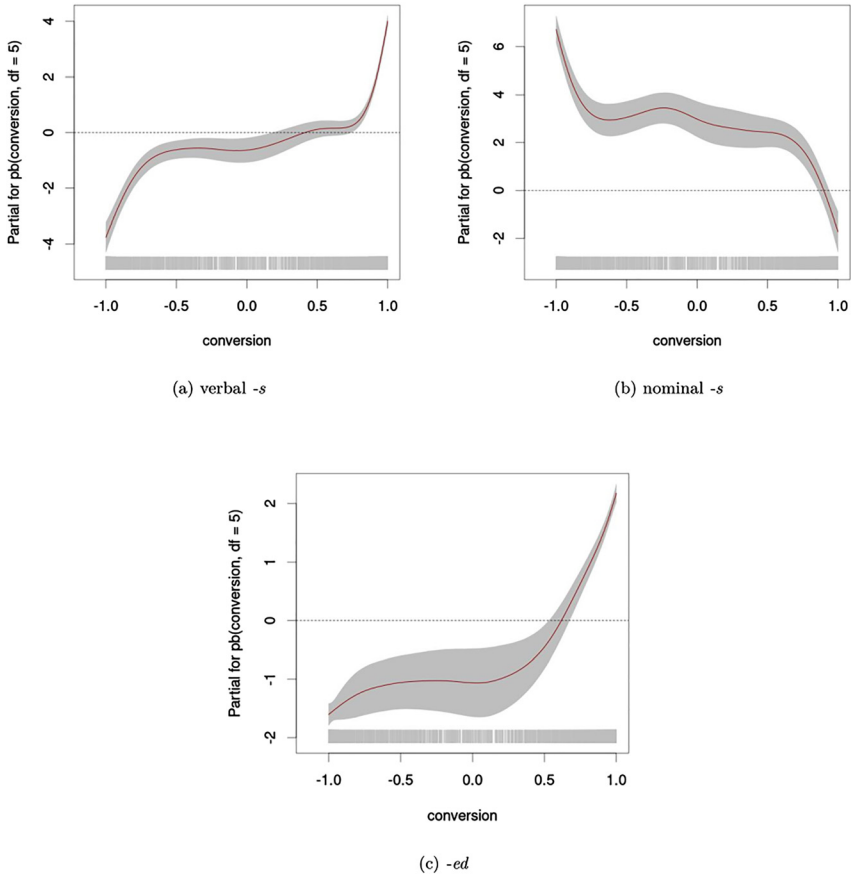 Partial for pb(conversion, df = 5)
4
2
0
-2
-4
-1.0 -0.5 0.0 0.5 1.0
conversion
(a) verbal -s
Partial for pb(conversion, df = 5)
6
4
2
0
-2
-1.0 -0.5 0.0 0.5 1.0
conversion
(b) nominal -s
Partial for pb(conversion, df = 5)
2
1
0
-1
-2
-1.0 -0.5 0.0 0.5 1.0
conversion
(c) -ed